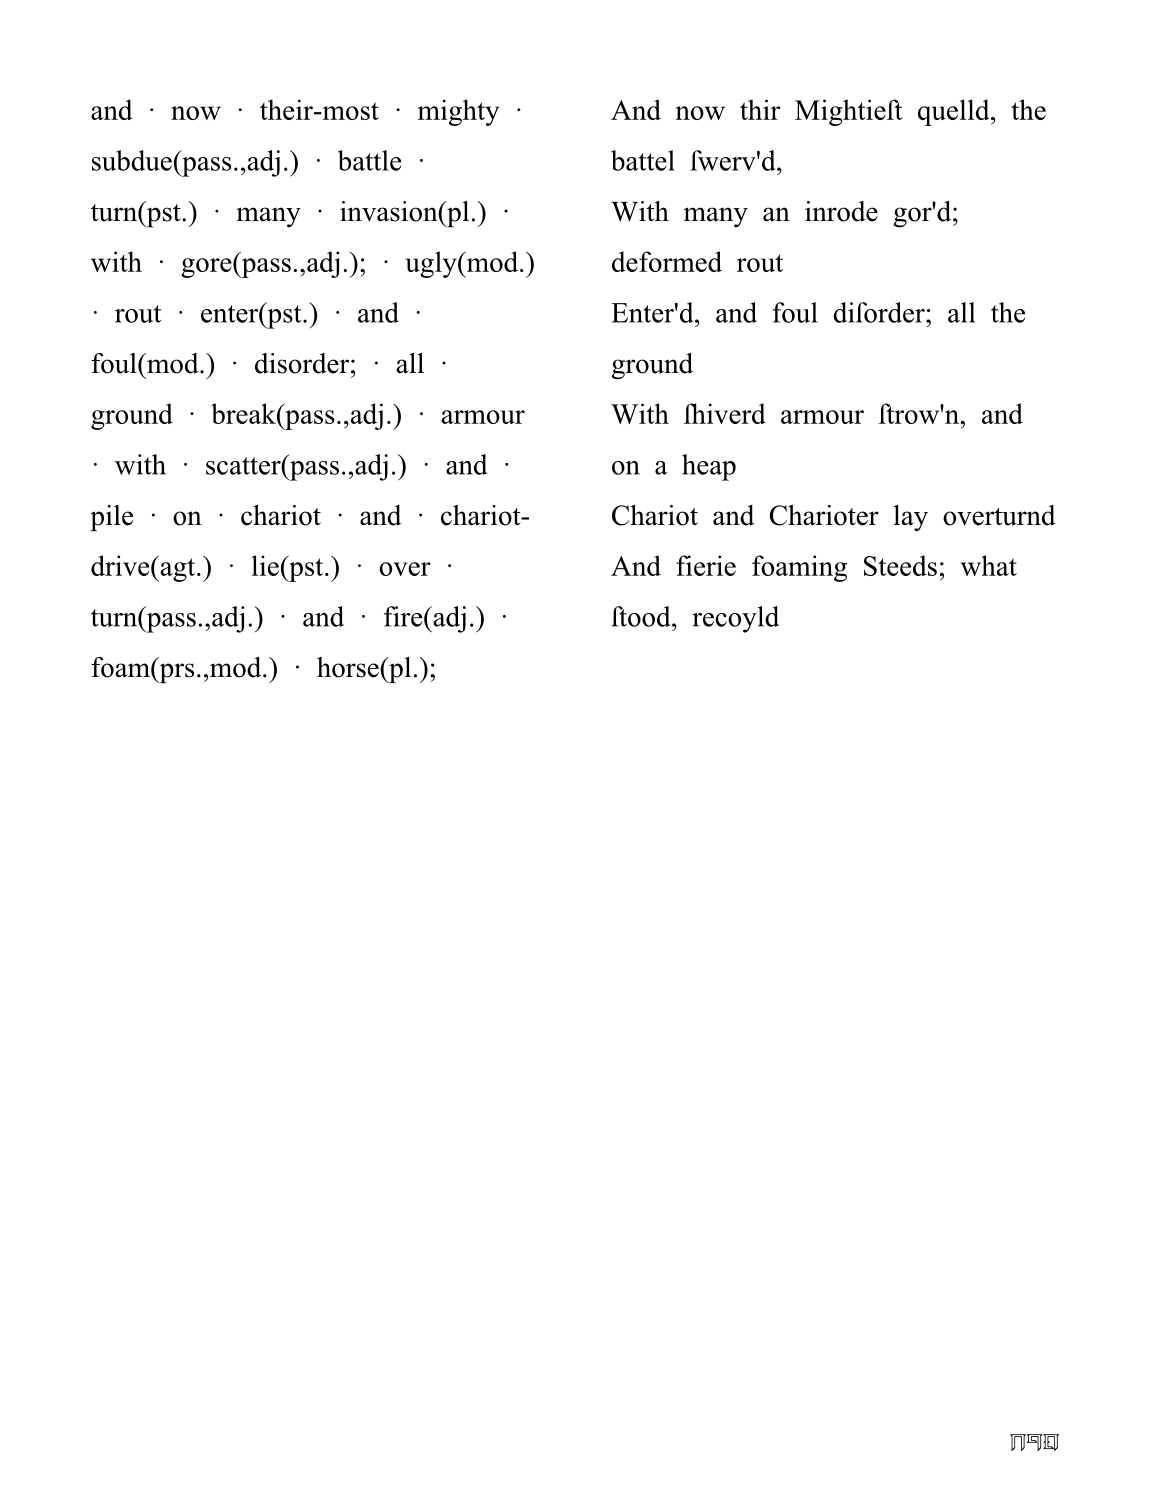 and · now · their-most · mighty ·
subdue(pass.,adj.) · battle ·
turn(pst.) · many · invasion(pl.) ·
with · gore(pass.,adj.); · ugly(mod.)
· rout · enter(pst.) · and ·
foul(mod.) · disorder; · all ·
ground · break(pass.,adj.) · armour
· with · scatter(pass.,adj.) · and ·
pile · on · chariot · and · chariot-
drive(agt.) · lie(pst.) · over ·
turn(pass.,adj.) · and · fire(adj.) ·
foam(prs.,mod.) · horse(pl.);
And now thir Mightieſt quelld, the
battel ſwerv'd,
With many an inrode gor'd;
deformed rout
Enter'd, and foul diſorder; all the
ground
With ſhiverd armour ſtrow'n, and
on a heap
Chariot and Charioter lay overturnd
And fierie foaming Steeds; what
ſtood, recoyld